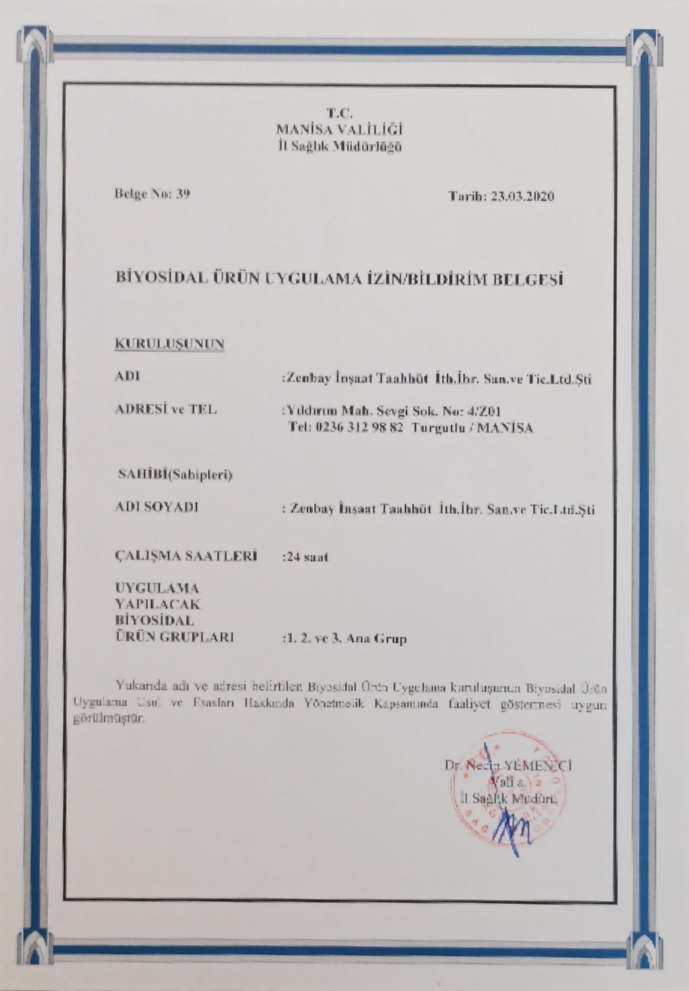 T.C.
MANİSA VALİLİĞİ
İl Sağlık Müdürlüğü
Belge No: 39
Tarih: 23.03.2020
BİYOSİDAL ÜRÜN UYGULAMA İZİN/BİLDİRİM BELGESİ
KURULUŞUNUN
ADI :Zenbay İnşaat Taahhüt İth.İhr. San.ve Tic.Ltd.Şti
ADRESİ ve TEL :Yıldırım Mah. Sevgi Sok. No: 4/Z01
Tel: 0236 312 98 82 Turgutlu / MANİSA
SAHİBİ(Sahipleri)
ADI SOYADI : Zenbay İnşaat Taahhüt İth.İhr. San.ve Tic.Ltd.Şti
ÇALIŞMA SAATLERİ :24 saat
UYGULAMA
YAPILACAK
BİYOSİDAL
ÜRÜN GRUPLARI :1. 2. ve 3. Ana Grup
Yukarıda adı ve adresi belirtilen Biyosidal Ürün Uygulama kuruluşunun Biyosidal Ürün
Uygulama Usul ve Esasları Hakkında Yönetmelik Kapsamında faaliyet göstermesi uygun
görülmüştür.
Dr. YEMENİCİ
Vali a.
İl Sağlık Müdürü